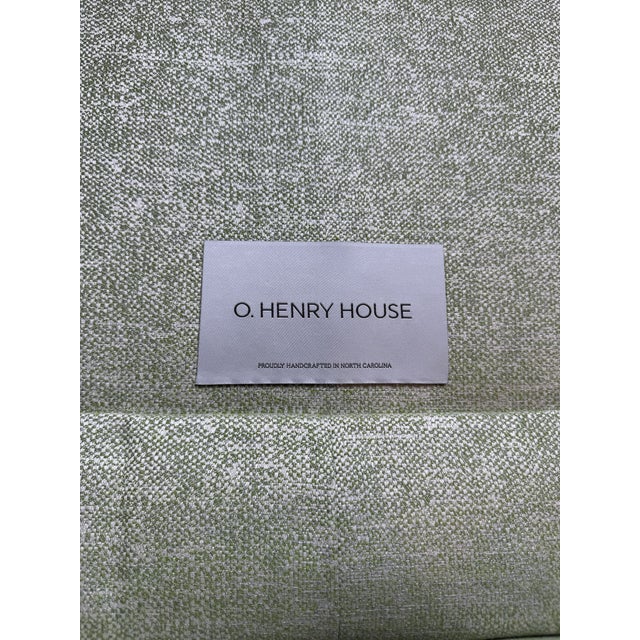 O. HENRY HOUSE
PROUDLY HANDCRAFTED IN NORTH CAROLINA